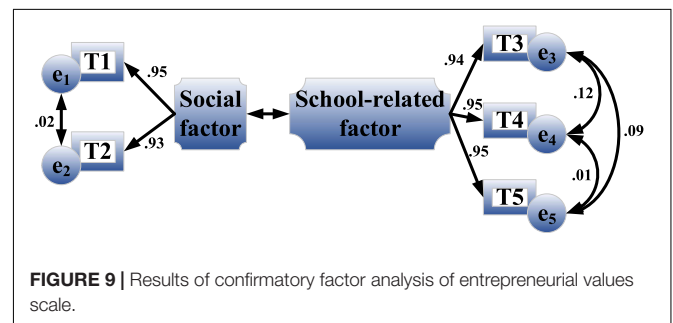 T1
e1
.95
.02
T2
e2
.93
Social
factor
School-related
factor
.94
T3
e3
.12
.95
T4
e4
.09
.95
.01
T5
e5
FIGURE 9 | Results of confirmatory factor analysis of entrepreneurial values
scale.